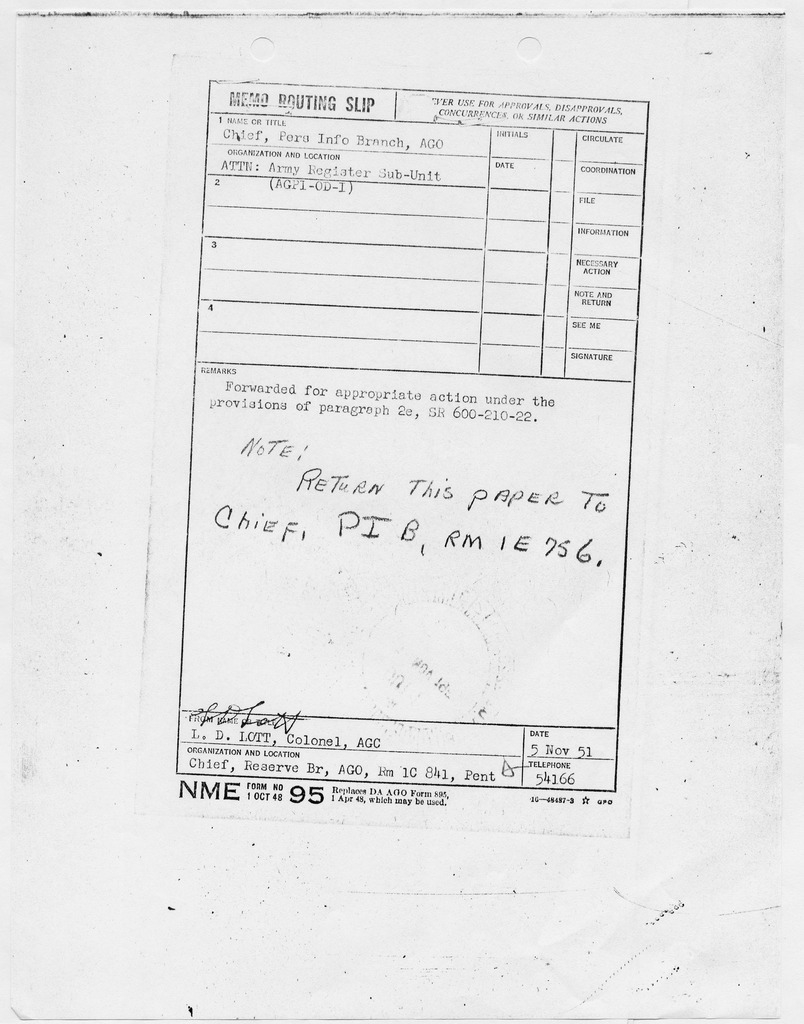 MEMO ROUTING SLIP
VER USE FOR APPROVALS, DISAPPROVALS,
CONCURRENCES, OR SIMILAR ACTIONS
1 NAME OR TITLE
Chief, Pers Info Branch, AGO
INITIALS
CIRCULATE
ORGANIZATION AND LOCATION
ATTN: Army Register Sub-Unit
DATE
COORDINATION
2
(AGPI-OD-I)
FILE
INFORMATION
3
NECESSARY
ACTION
NOTE AND
RETURN
4
SEE ME
SIGNATURE
REMARKS
Forwarded for appropriate action under the
provisions of paragraph 2e, SR 600-210-22.
NOTE:
RETURN THIS PAPER TO
CHIEF, PIB, RM 1E 756.
L D Lott
FROM NAME OR
L. D. LOTT, Colonel, AGC
DATE
5 Nov 51
ORGANIZATION AND LOCATION
Chief, Reserve Br, AGO, Rm 1C 841, Pent
TELEPHONE
54166
NME FORM NO 95
1 OCT 48
Replaces DA AGO Form 895,
1 Apr 48, which may be used.
16—48487-3 ☆ GPO